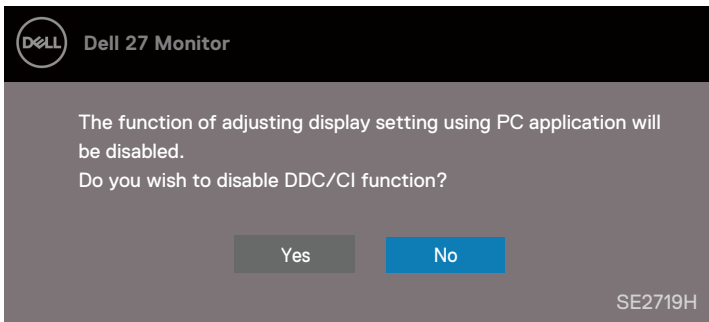 DELL
Dell 27 Monitor
The function of adjusting display setting using PC application will
be disabled.
Do you wish to disable DDC/CI function?
Yes
No
SE2719H